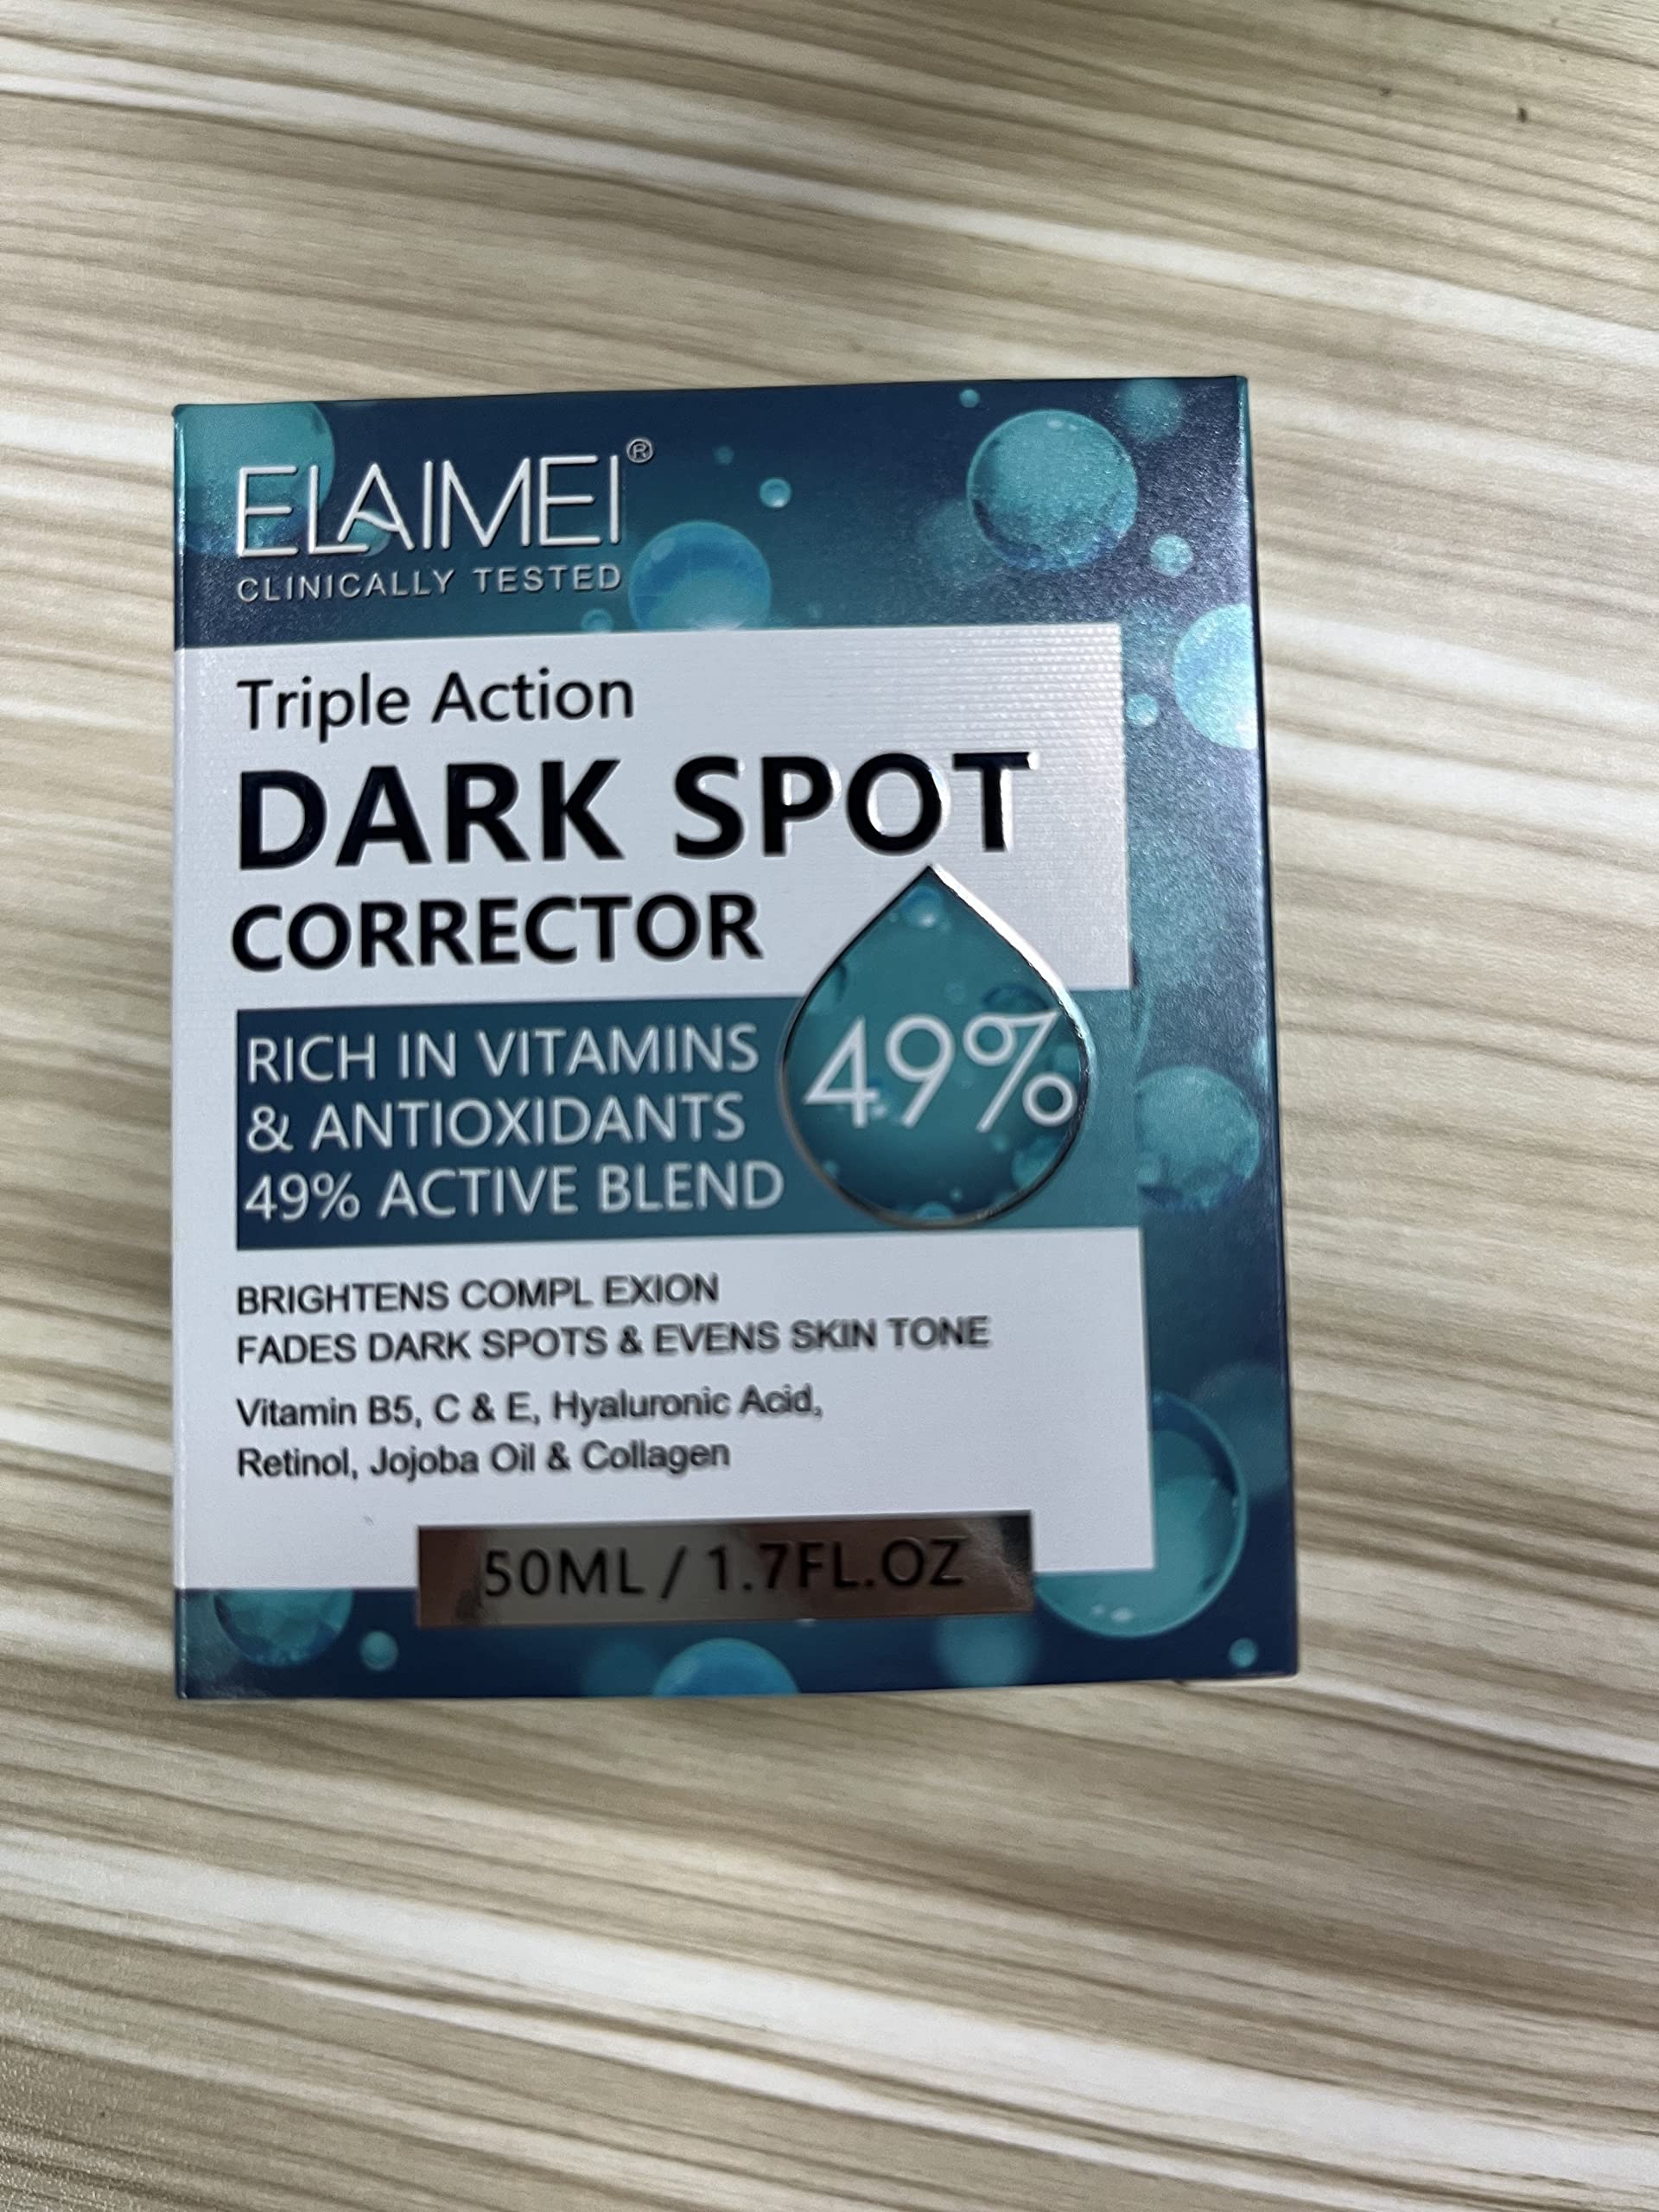 ELAIMEI®
CLINICALLY TESTED
Triple Action
DARK SPOT
CORRECTOR
RICH IN VITAMINS
& ANTIOXIDANTS
49% ACTIVE BLEND
49%
BRIGHTENS COMPL EXION
FADES DARK SPOTS & EVENS SKIN TONE
Vitamin B5, C & E, Hyaluronic Acid,
Retinol, Jojoba Oil & Collagen
50ML / 1.7FL.OZ